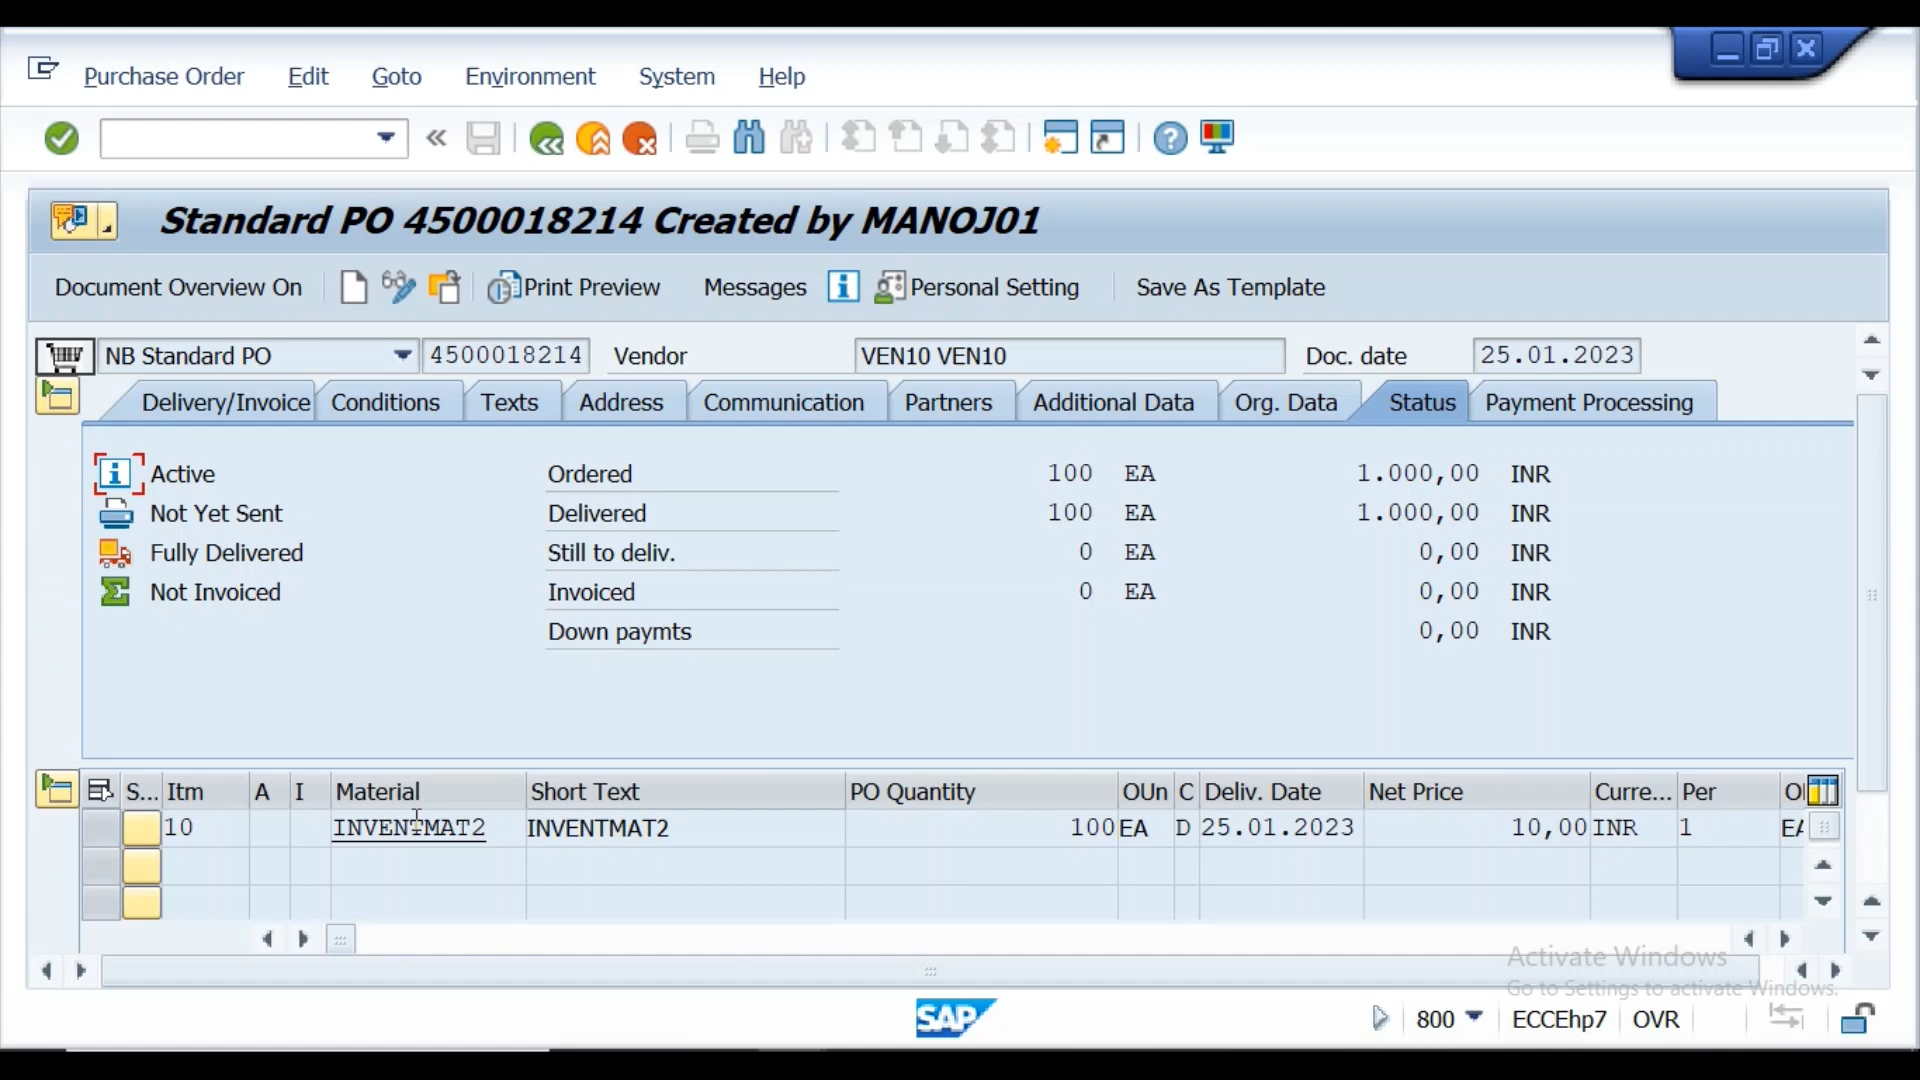 Purchase Order Edit Goto Environment System Help
Standard PO 4500018214 Created by MANOJ01
Document Overview On Print Preview Messages Personal Setting Save As Template
NB Standard PO 4500018214 Vendor VEN10 VEN10 Doc. date 25.01.2023
Delivery/Invoice Conditions Texts Address Communication Partners Additional Data Org. Data Status Payment Processing
Active Ordered 100 EA 1.000,00 INR
Not Yet Sent Delivered 100 EA 1.000,00 INR
Fully Delivered Still to deliv. 0 EA 0,00 INR
Not Invoiced Invoiced 0 EA 0,00 INR
Down paymts 0,00 INR
S... Itm A I Material Short Text PO Quantity OUn C Deliv. Date Net Price Curre... Per O
10 INVENTMAT2 INVENTMAT2 100 EA D 25.01.2023 10,00 INR 1 EA
Activate Windows
Go to Settings to activate Windows.
SAP 800 ECCEhp7 OVR